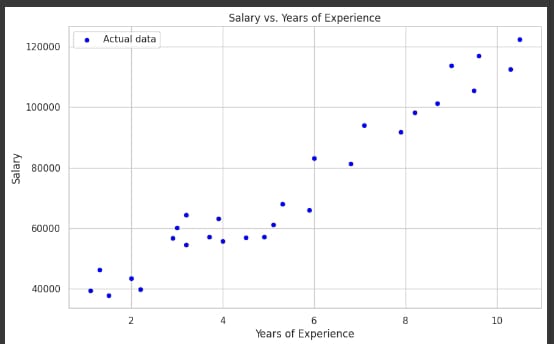 Salary vs. Years of Experience
Actual data
120000
100000
80000
60000
40000
Salary
2 4 6 8 10
Years of Experience